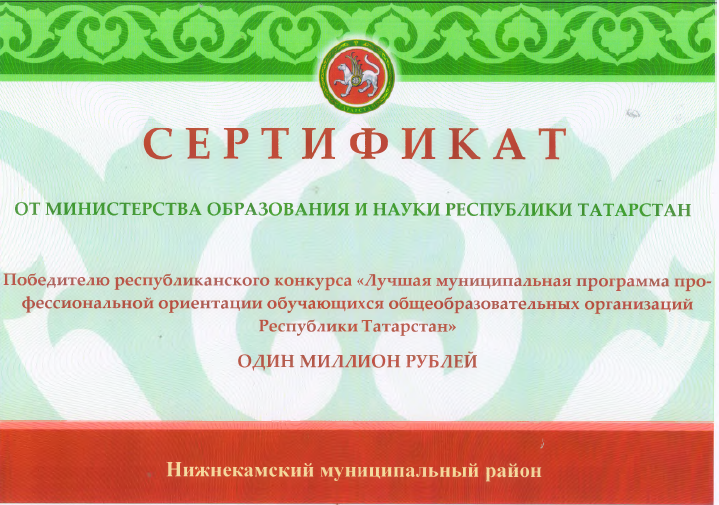 СЕРТИФИКАТ
ОТ МИНИСТЕРСТВА ОБРАЗОВАНИЯ И НАУКИ РЕСПУБЛИКИ ТАТАРСТАН
Победителю республиканского конкурса «Лучшая муниципальная программа про-
фессиональной ориентации обучающихся общеобразовательных организаций
Республики Татарстан»
ОДИН МИЛЛИОН РУБЛЕЙ
Нижнекамский муниципальный район